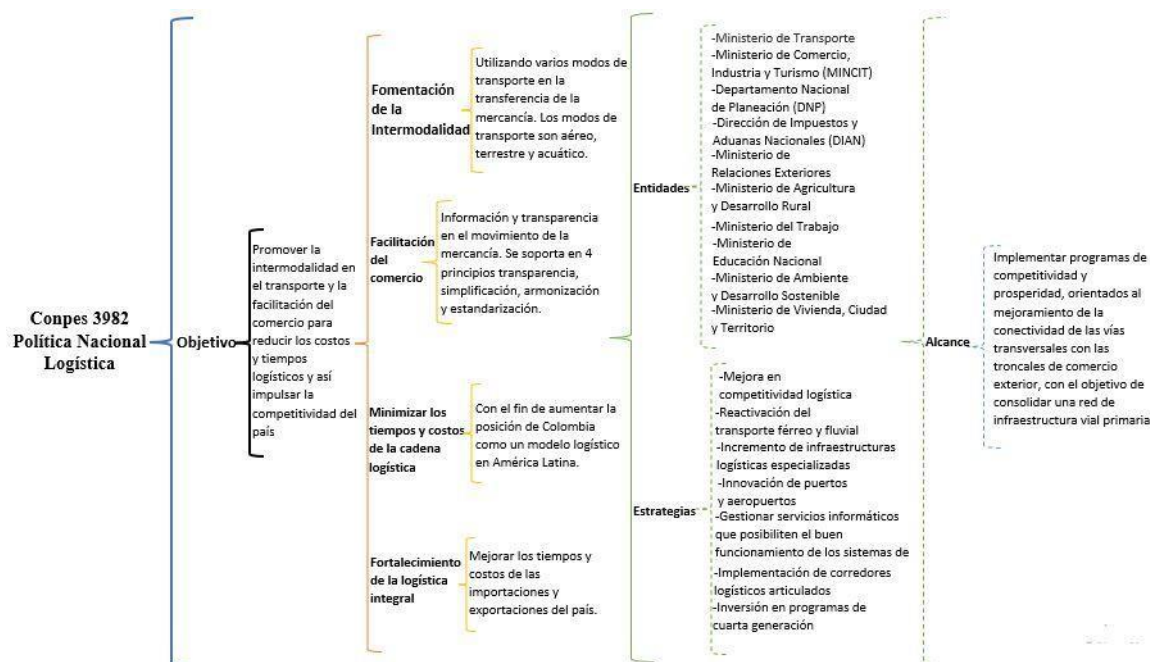 Conpes 3982
Política Nacional
Logística
Objetivo
Promover la
intermodalidad en
el transporte y la
facilitación del
comercio para
reducir los costos
y tiempos
logísticos y así
impulsar la
competitividad del
país
Fomentación
de la
Intermodalidad
Utilizando varios modos de
transporte en la
transferencia de la
mercancía. Los modos de
transporte son aéreo,
terrestre y acuático.
Facilitación
del
comercio
Información y transparencia
en el movimiento de la
mercancía. Se soporta en 4
principios transparencia,
simplificación, armonización
y estandarización.
Minimizar los
tiempos y costos
de la cadena
logística
Con el fin de aumentar la
posición de Colombia
como un modelo logístico
en América Latina.
Fortalecimiento
de la logística
integral
Mejorar los tiempos y
costos de las
importaciones y
exportaciones del país.
Entidades
-Ministerio de Transporte
-Ministerio de Comercio,
Industria y Turismo (MINCIT)
-Departamento Nacional
de Planeación (DNP)
-Dirección de Impuestos y
Aduanas Nacionales (DIAN)
-Ministerio de
Relaciones Exteriores
-Ministerio de Agricultura
y Desarrollo Rural
-Ministerio del Trabajo
-Ministerio de
Educación Nacional
-Ministerio de Ambiente
y Desarrollo Sostenible
-Ministerio de Vivienda, Ciudad
y Territorio
Estrategias
-Mejora en
competitividad logística
-Reactivación del
transporte férreo y fluvial
-Incremento de infraestructuras
logísticas especializadas
-Innovación de puertos
y aeropuertos
-Gestionar servicios informáticos
que posibiliten el buen
funcionamiento de los sistemas de
-Implementación de corredores
logísticos articulados
-Inversión en programas de
cuarta generación
Alcance
Implementar programas de
competitividad y
prosperidad, orientados al
mejoramiento de la
conectividad de las vías
transversales con las
troncales de comercio
exterior, con el objetivo de
consolidar una red de
infraestructura vial primaria